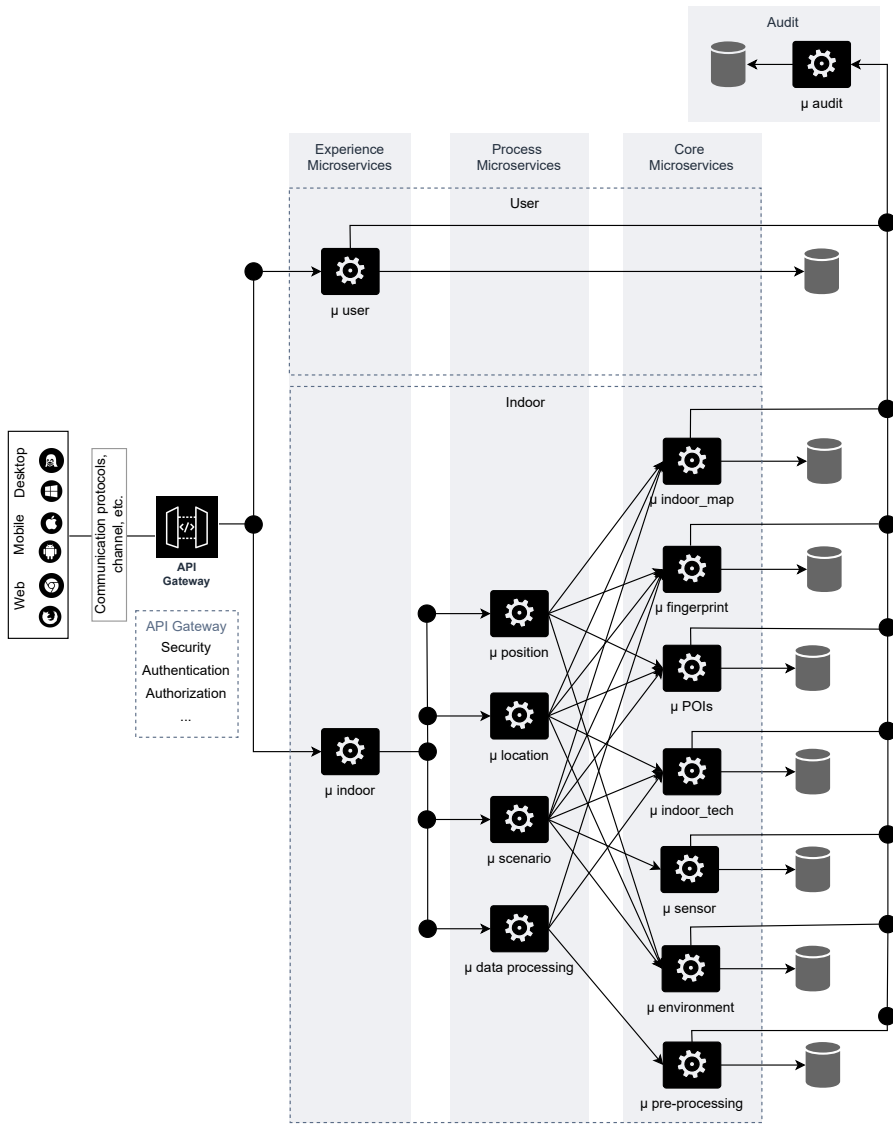 Audit
μ audit
Experience
Microservices
Process
Microservices
Core
Microservices
User
μ user
Indoor
Desktop
Mobile
Web
Communication protocols,
channel, etc.
</>
API
Gateway
API Gateway
Security
Authentication
Authorization
...
μ indoor_map
μ fingerprint
μ position
μ POIs
μ location
μ indoor
μ indoor_tech
μ scenario
μ sensor
μ data processing
μ environment
μ pre-processing